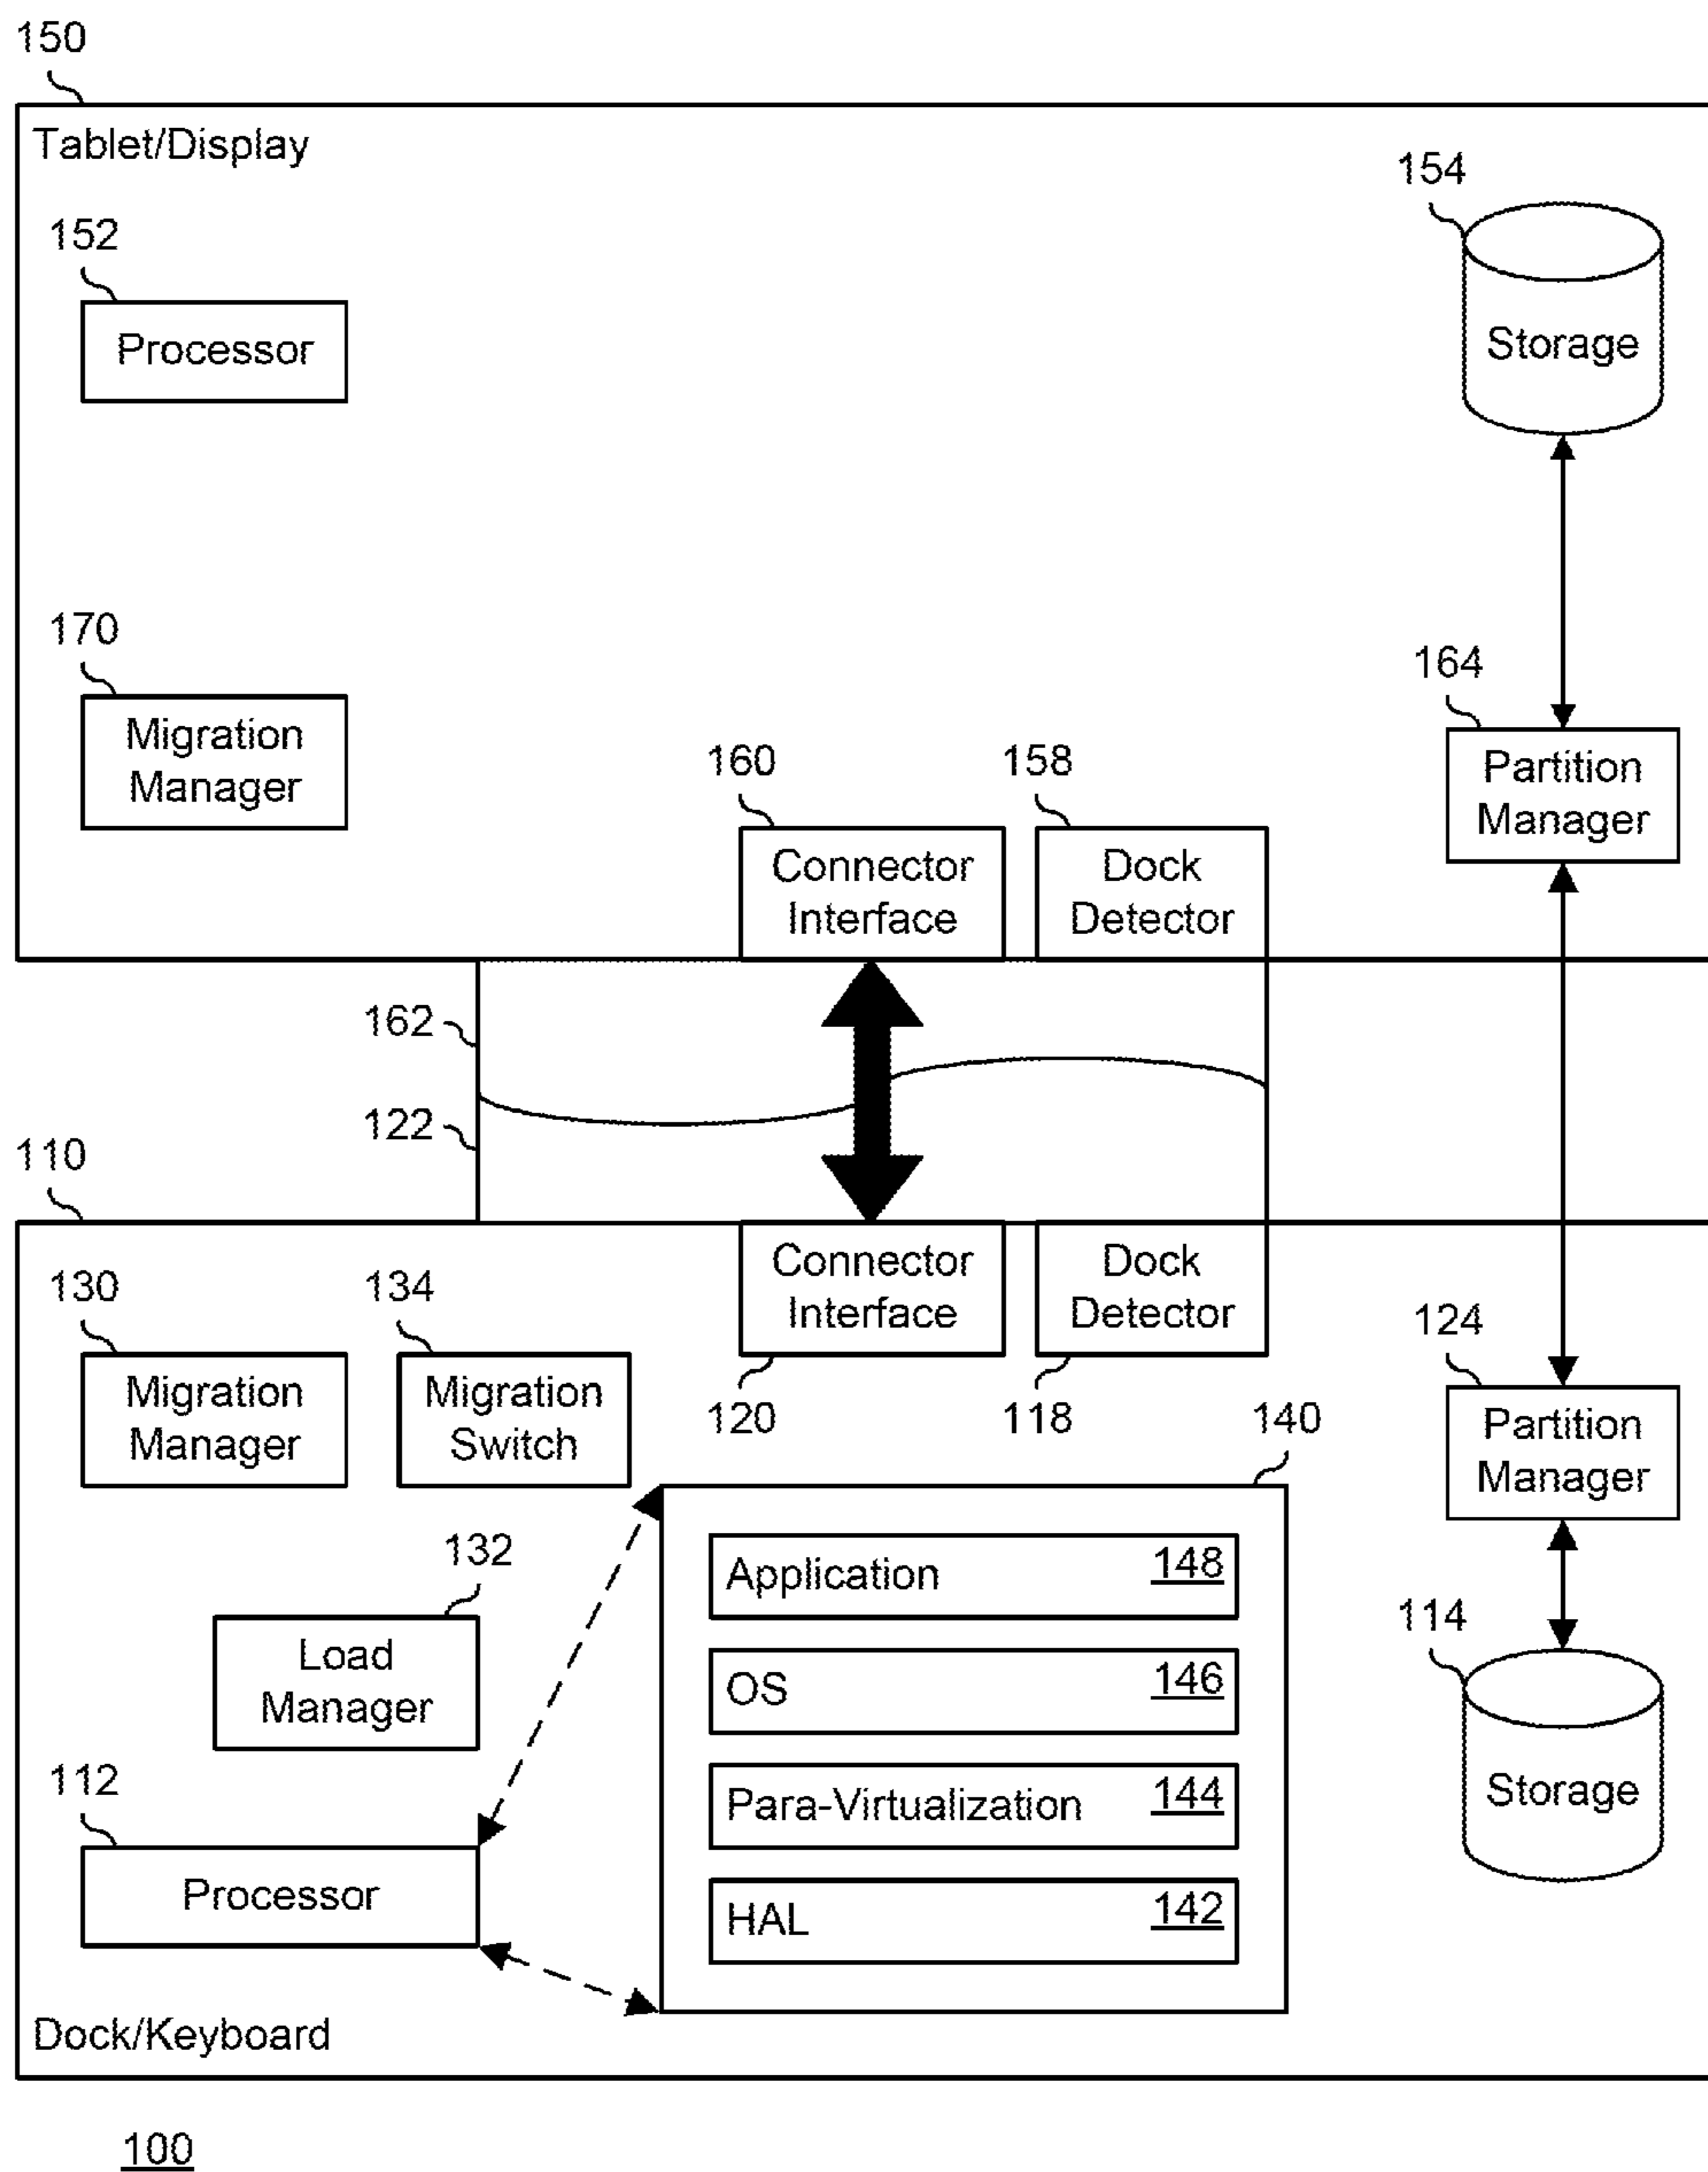 150
Tablet/Display
154
152
Processor
Storage
170
Migration
Manager
164
Partition
Manager
160
158
Connector
Interface
Dock
Detector
162
122
110
Connector
Interface
Dock
Detector
130
134
Migration
Manager
Migration
Switch
120
118
140
124
Partition
Manager
132
Load
Manager
Application 148
OS 146
Para-Virtualization 144
HAL 142
114
Storage
112
Processor
Dock/Keyboard
100